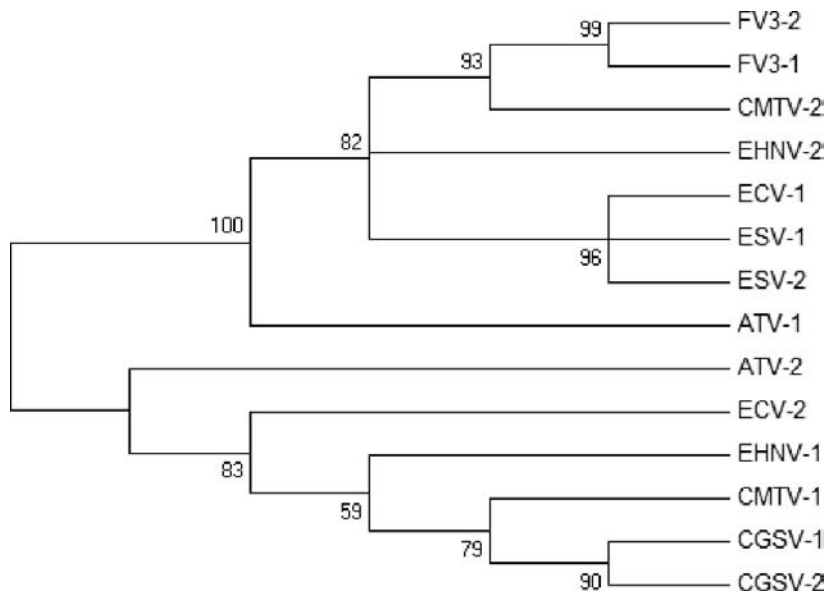 FV3-2
99
FV3-1
93
CMTV-2
82
EHNV-2
ECV-1
100
ESV-1
96
ESV-2
ATV-1
ATV-2
ECV-2
83
EHNV-1
59
CMTV-1
79
CGSV-1
90
CGSV-2